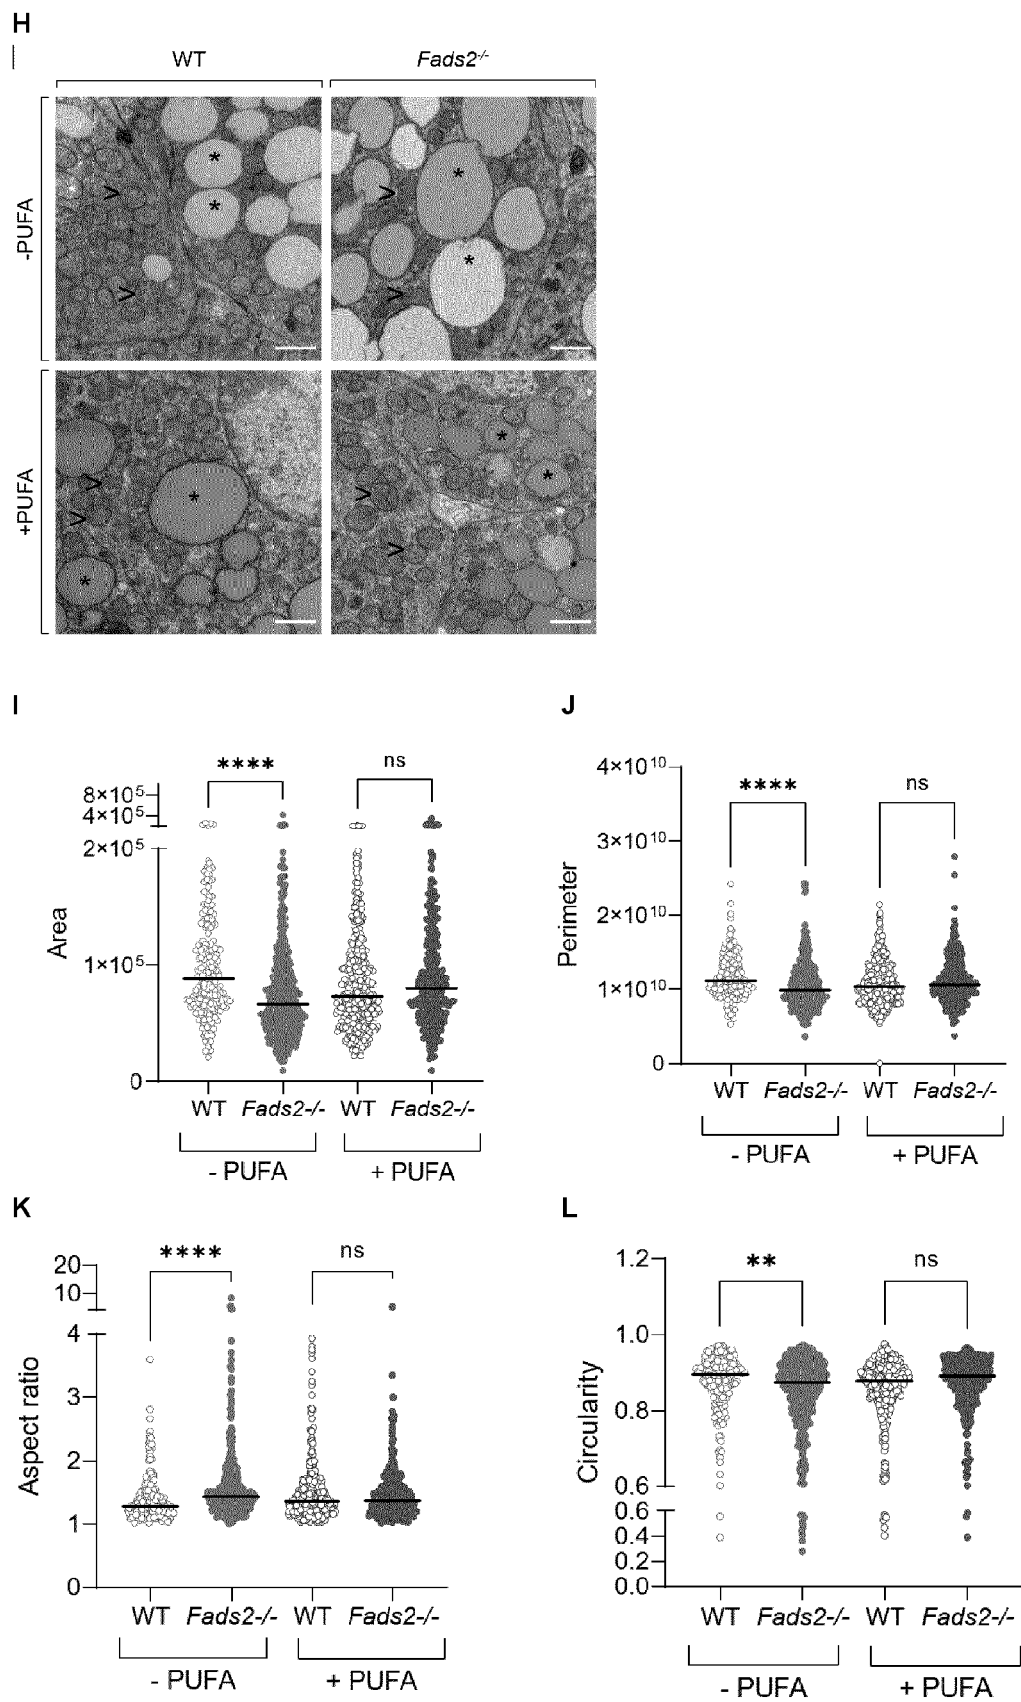 H
WT Fads2-/-
-PUFA
* * > >
* * > >
+PUFA
* * > >
* * > >
I
**** ns
8×10⁵
4×10⁵
2×10⁵
1×10⁵
0
Area
WT Fads2-/- WT Fads2-/-
- PUFA + PUFA
J
**** ns
4×10¹⁰
3×10¹⁰
2×10¹⁰
1×10¹⁰
0
Perimeter
WT Fads2-/- WT Fads2-/-
- PUFA + PUFA
K
**** ns
20
10
4
3
2
1
0
Aspect ratio
WT Fads2-/- WT Fads2-/-
- PUFA + PUFA
L
** ns
1.2
1.0
0.8
0.6
0.6
0.4
0.2
0.0
Circularity
WT Fads2-/- WT Fads2-/-
- PUFA + PUFA